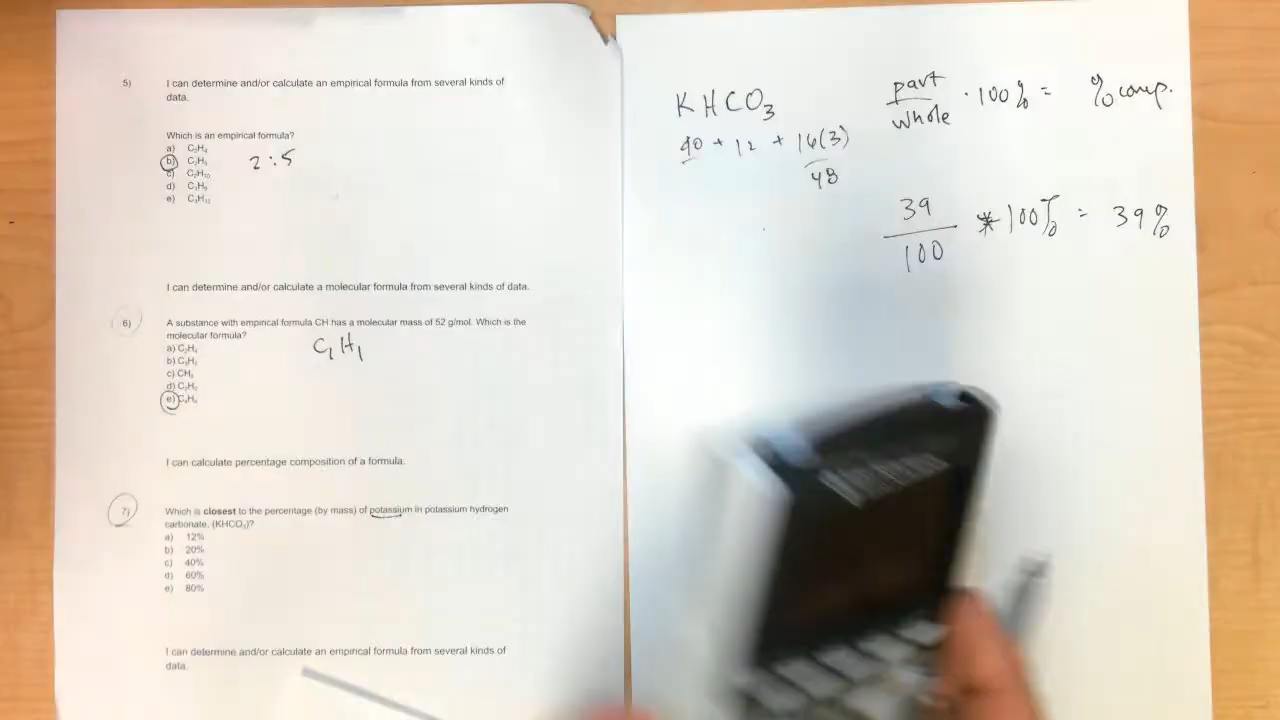 5) I can determine and/or calculate an empirical formula from several kinds of
data.
Which is an empirical formula?
a)
b)
2:5
c)
d)
e)
I can determine and/or calculate a molecular formula from several kinds of data.
6) A substance with empirical formula CH has a molecular mass of 52 g/mol. Which is the
molecular formula?
C₁H₁
a)
b)
c)
d)
e)
I can calculate percentage composition of a formula.
7) Which is closest to the percentage (by mass) of potassium in potassium hydrogen
carbonate, (KHCO₃)?
a) 12%
b) 20%
c) 40%
d) 60%
e) 80%
I can determine and/or calculate an empirical formula from several kinds of
data.
KHCO₃
40 + 12 + 16(3)
48
part
whole
· 100% = % comp.
39
100
* 100% = 39%